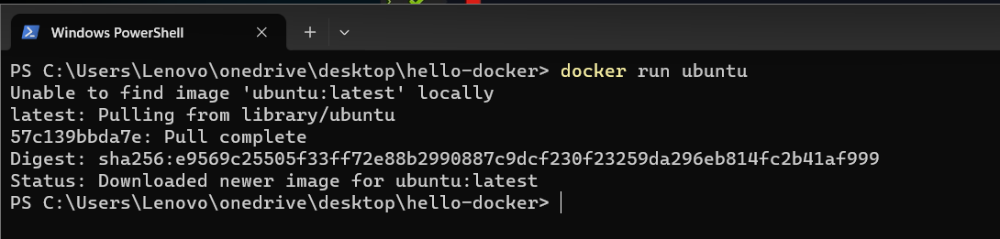 Windows PowerShell
PS C:\Users\Lenovo\onedrive\desktop\hello-docker> docker run ubuntu
Unable to find image 'ubuntu:latest' locally
latest: Pulling from library/ubuntu
57c139bbda7e: Pull complete
Digest: sha256:e9569c25505f33ff72e88b2990887c9dcf230f23259da296eb814fc2b41af999
Status: Downloaded newer image for ubuntu:latest
PS C:\Users\Lenovo\onedrive\desktop\hello-docker>